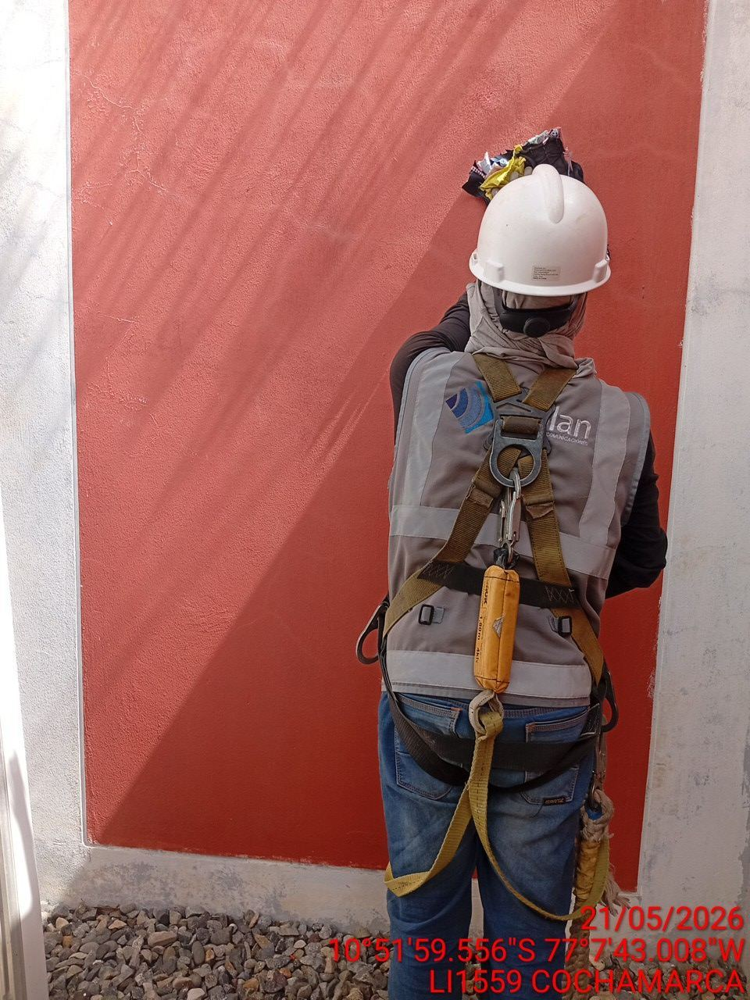 lan
COMUNICACIONES
21/05/2026
10°51'59.556"S 77°7'43.008"W
LI1559 COCHAMARCA